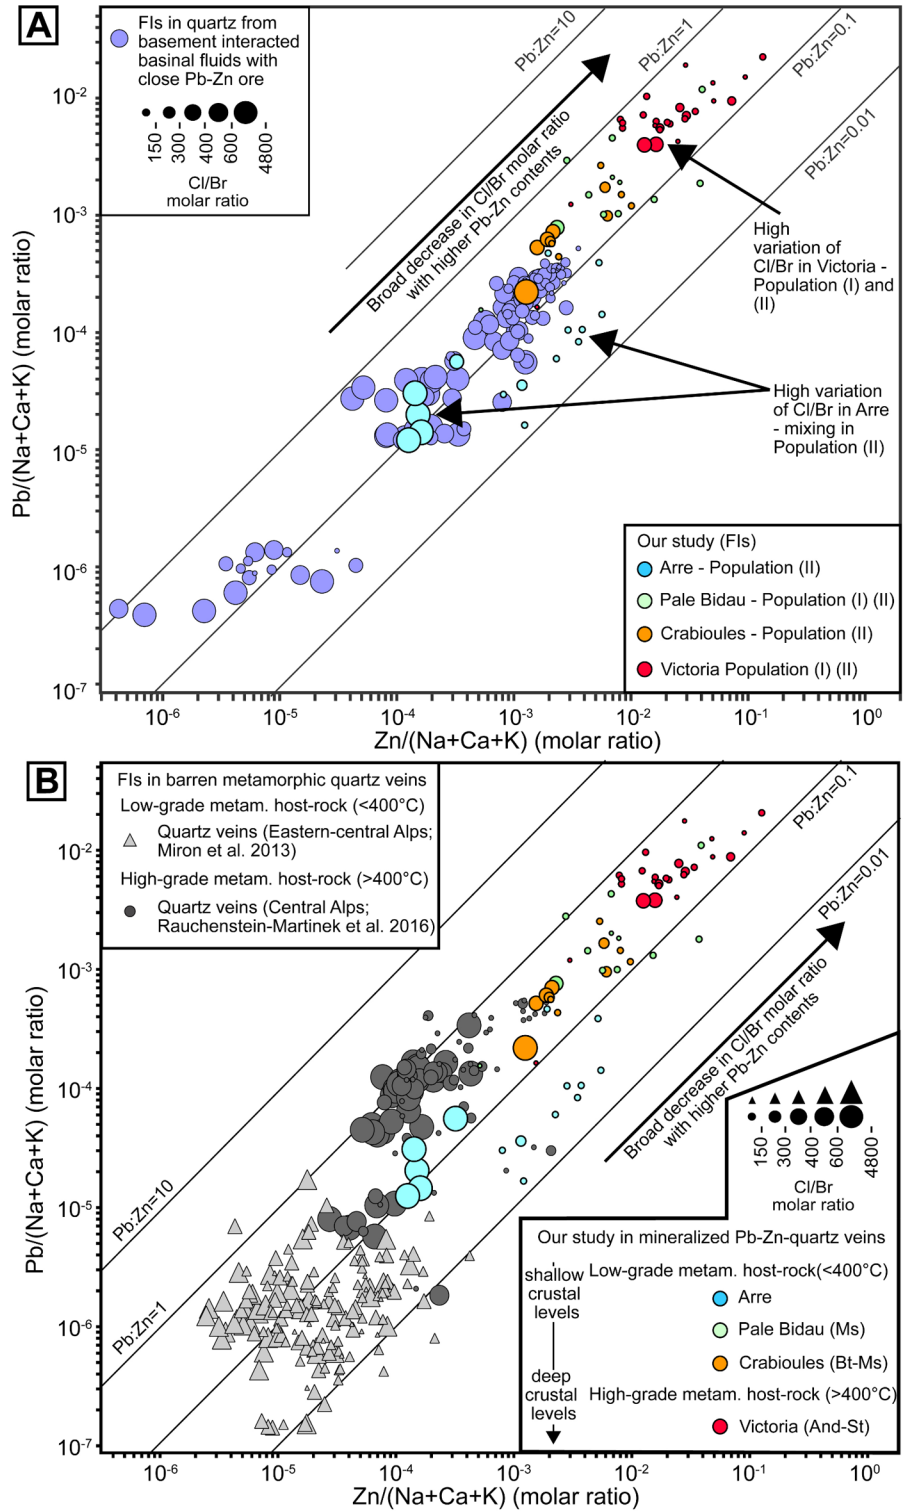 A
FIs in quartz from
basement interacted
basinal fluids with
close Pb-Zn ore
150
300
400
600
4800
Cl/Br
molar ratio
Pb:Zn=10
Pb:Zn=1
Pb:Zn=0.1
Pb:Zn=0.01
Broad decrease in Cl/Br molar ratio
with higher Pb-Zn contents
High
variation of
Cl/Br in Victoria -
Population (I) and
(II)
High variation
of Cl/Br in Arre
- mixing in
Population (II)
Our study (FIs)
Arre - Population (II)
Pale Bidau - Population (I) (II)
Crabioules - Population (II)
Victoria Population (I) (II)
Pb/(Na+Ca+K) (molar ratio)
10-2
10-3
10-4
10-5
10-6
10-7
10-6
10-5
10-4
10-3
10-2
10-1
100
Zn/(Na+Ca+K) (molar ratio)
B
FIs in barren metamorphic quartz veins
Low-grade metam. host-rock (<400°C)
Quartz veins (Eastern-central Alps;
Miron et al. 2013)
High-grade metam. host-rock (>400°C)
Quartz veins (Central Alps;
Rauchenstein-Martinek et al. 2016)
Pb:Zn=0.1
Pb:Zn=0.01
Pb:Zn=10
Pb:Zn=1
Broad decrease in Cl/Br molar ratio
with higher Pb-Zn contents
150
300
400
600
4800
Cl/Br
molar ratio
Our study in mineralized Pb-Zn-quartz veins
shallow
crustal
levels
deep
crustal
levels
Low-grade metam. host-rock(<400°C)
Arre
Pale Bidau (Ms)
Crabioules (Bt-Ms)
High-grade metam. host-rock (>400°C)
Victoria (And-St)
Pb/(Na+Ca+K) (molar ratio)
10-2
10-3
10-4
10-5
10-6
10-7
10-6
10-5
10-4
10-3
10-2
10-1
100
Zn/(Na+Ca+K) (molar ratio)